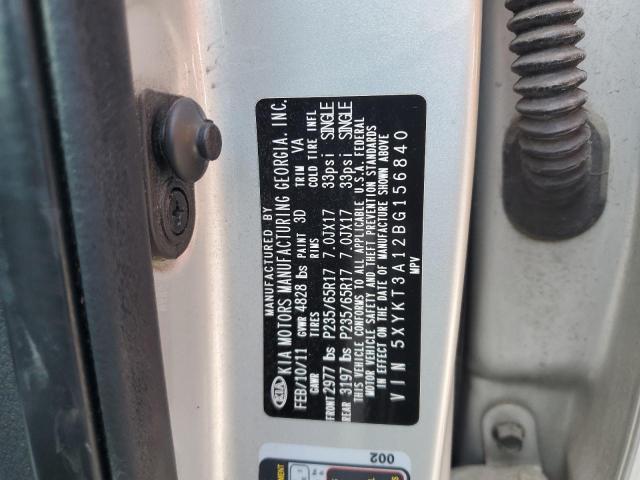 MANUFACTURED BY
KIA KIA MOTORS MANUFACTURING GEORGIA, INC.
FEB/10/11 GVWR 4828 lbs PAINT 3D TRIM VA
GAWR TIRES RIMS COLD TIRE INFL
FRONT 2977 lbs P235/65R17 7.0JX17 33psi SINGLE
REAR 3197 lbs P235/65R17 7.0JX17 33psi SINGLE
THIS VEHICLE CONFORMS TO ALL APPLICABLE U.S.A. FEDERAL
MOTOR VEHICLE SAFETY AND THEFT PREVENTION STANDARDS
IN EFFECT ON THE DATE OF MANUFACTURE SHOWN ABOVE
VIN 5XYKT3A12BG156840
MPV
002